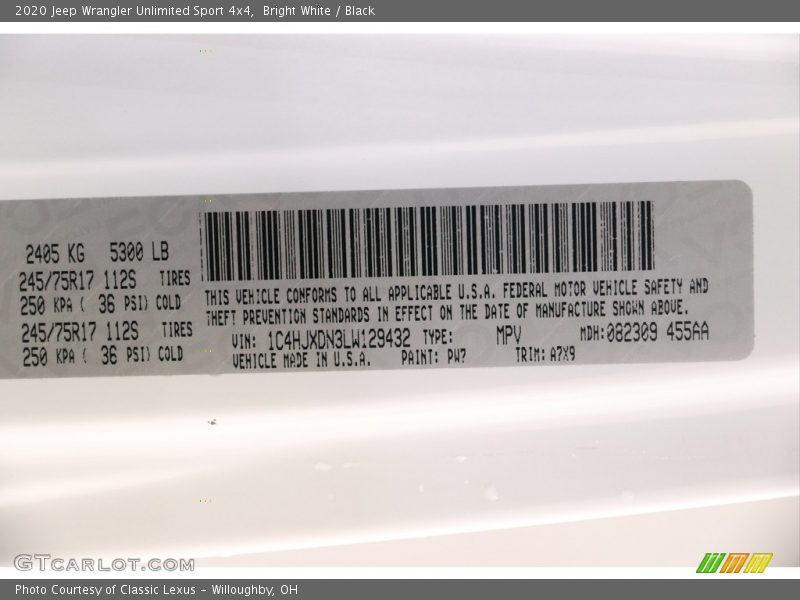 2020 Jeep Wrangler Unlimited Sport 4x4,  Bright White / Black
2405 KG 5300 LB
245/75R17 112S TIRES
250 KPA ( 36 PSI) COLD
245/75R17 112S TIRES
250 KPA ( 36 PSI) COLD
THIS VEHICLE CONFORMS TO ALL APPLICABLE U.S.A. FEDERAL MOTOR VEHICLE SAFETY AND
THEFT PREVENTION STANDARDS IN EFFECT ON THE DATE OF MANUFACTURE SHOWN ABOVE.
VIN: 1C4HJXDN3LW129432 TYPE: MPV MDH:082309 455AA
VEHICLE MADE IN U.S.A. PAINT: PW7 TRIM: A7X9
GTCARLOT.COM
Photo Courtesy of Classic Lexus - Willoughby, OH